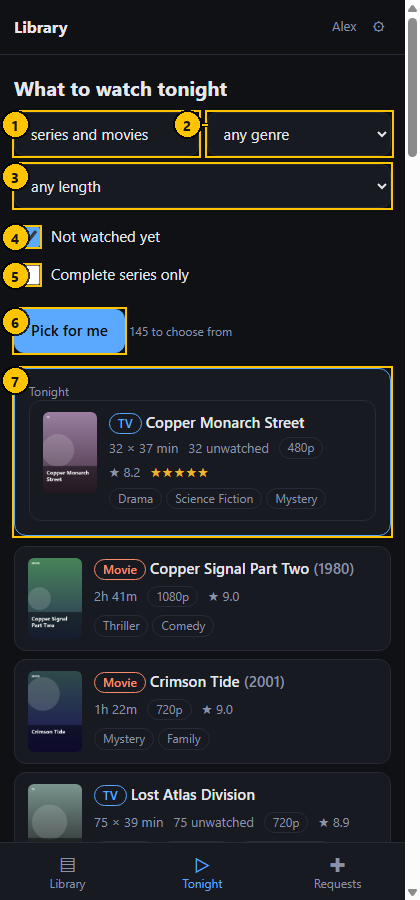 Library
Alex ⚙
What to watch tonight
1 series and movies
2 any genre
3 any length
4 Not watched yet
5 Complete series only
6 Pick for me
145 to choose from
7
Tonight
Copper Monarch Street
TV Copper Monarch Street
32 × 37 min 32 unwatched 480p
★ 8.2 ★★★★★
Drama Science Fiction Mystery
Copper Signal Part Two
Movie Copper Signal Part Two (1980)
2h 41m 1080p ★ 9.0
Thriller Comedy
Crimson Tide
Movie Crimson Tide (2001)
1h 22m 720p ★ 9.0
Mystery Family
TV Lost Atlas Division
75 × 39 min 75 unwatched 720p ★ 8.9
Library Tonight Requests